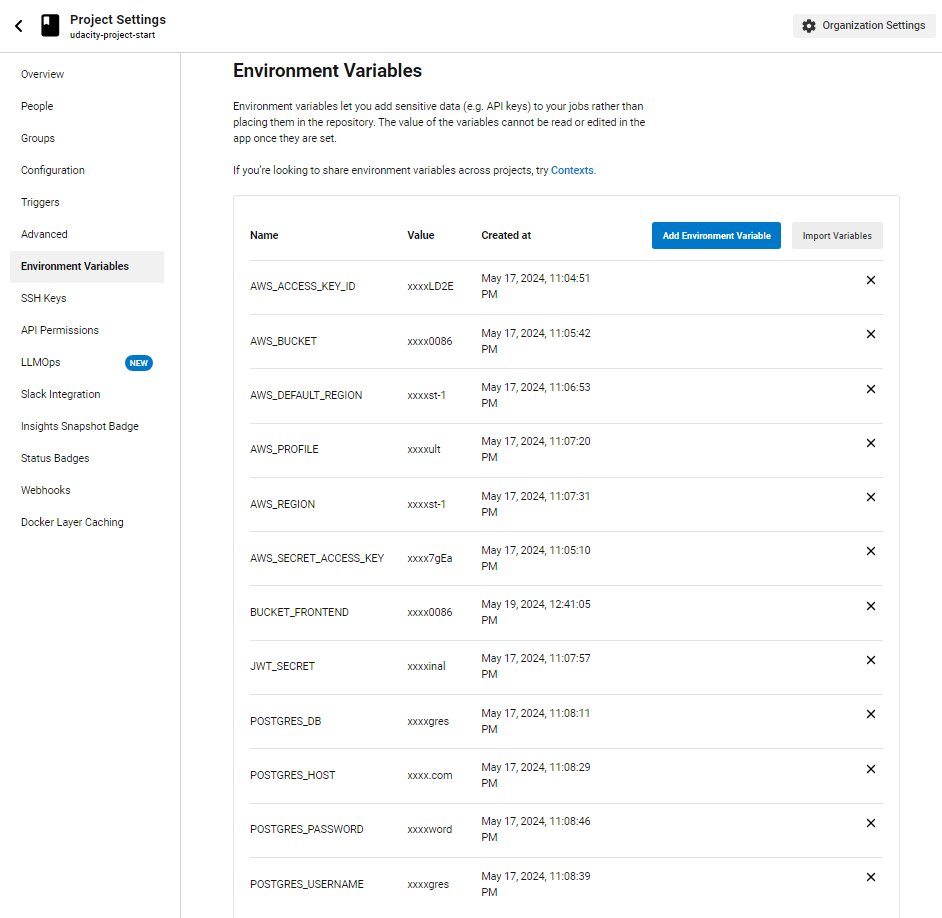 Project Settings
udacity-project-start
Organization Settings
Overview
People
Groups
Configuration
Triggers
Advanced
Environment Variables
SSH Keys
API Permissions
LLMOps NEW
Slack Integration
Insights Snapshot Badge
Status Badges
Webhooks
Docker Layer Caching
Environment Variables
Environment variables let you add sensitive data (e.g. API keys) to your jobs rather than
placing them in the repository. The value of the variables cannot be read or edited in the
app once they are set.
If you're looking to share environment variables across projects, try Contexts.
Name Value Created at Add Environment Variable Import Variables
AWS_ACCESS_KEY_ID xxxxLD2E May 17, 2024, 11:04:51
PM
AWS_BUCKET xxxx0086 May 17, 2024, 11:05:42
PM
AWS_DEFAULT_REGION xxxxst-1 May 17, 2024, 11:06:53
PM
AWS_PROFILE xxxxult May 17, 2024, 11:07:20
PM
AWS_REGION xxxxst-1 May 17, 2024, 11:07:31
PM
AWS_SECRET_ACCESS_KEY xxxx7gEa May 17, 2024, 11:05:10
PM
BUCKET_FRONTEND xxxx0086 May 19, 2024, 12:41:05
PM
JWT_SECRET xxxxinal May 17, 2024, 11:07:57
PM
POSTGRES_DB xxxxgres May 17, 2024, 11:08:11
PM
POSTGRES_HOST xxxx.com May 17, 2024, 11:08:29
PM
POSTGRES_PASSWORD xxxxword May 17, 2024, 11:08:46
PM
POSTGRES_USERNAME xxxxgres May 17, 2024, 11:08:39
PM